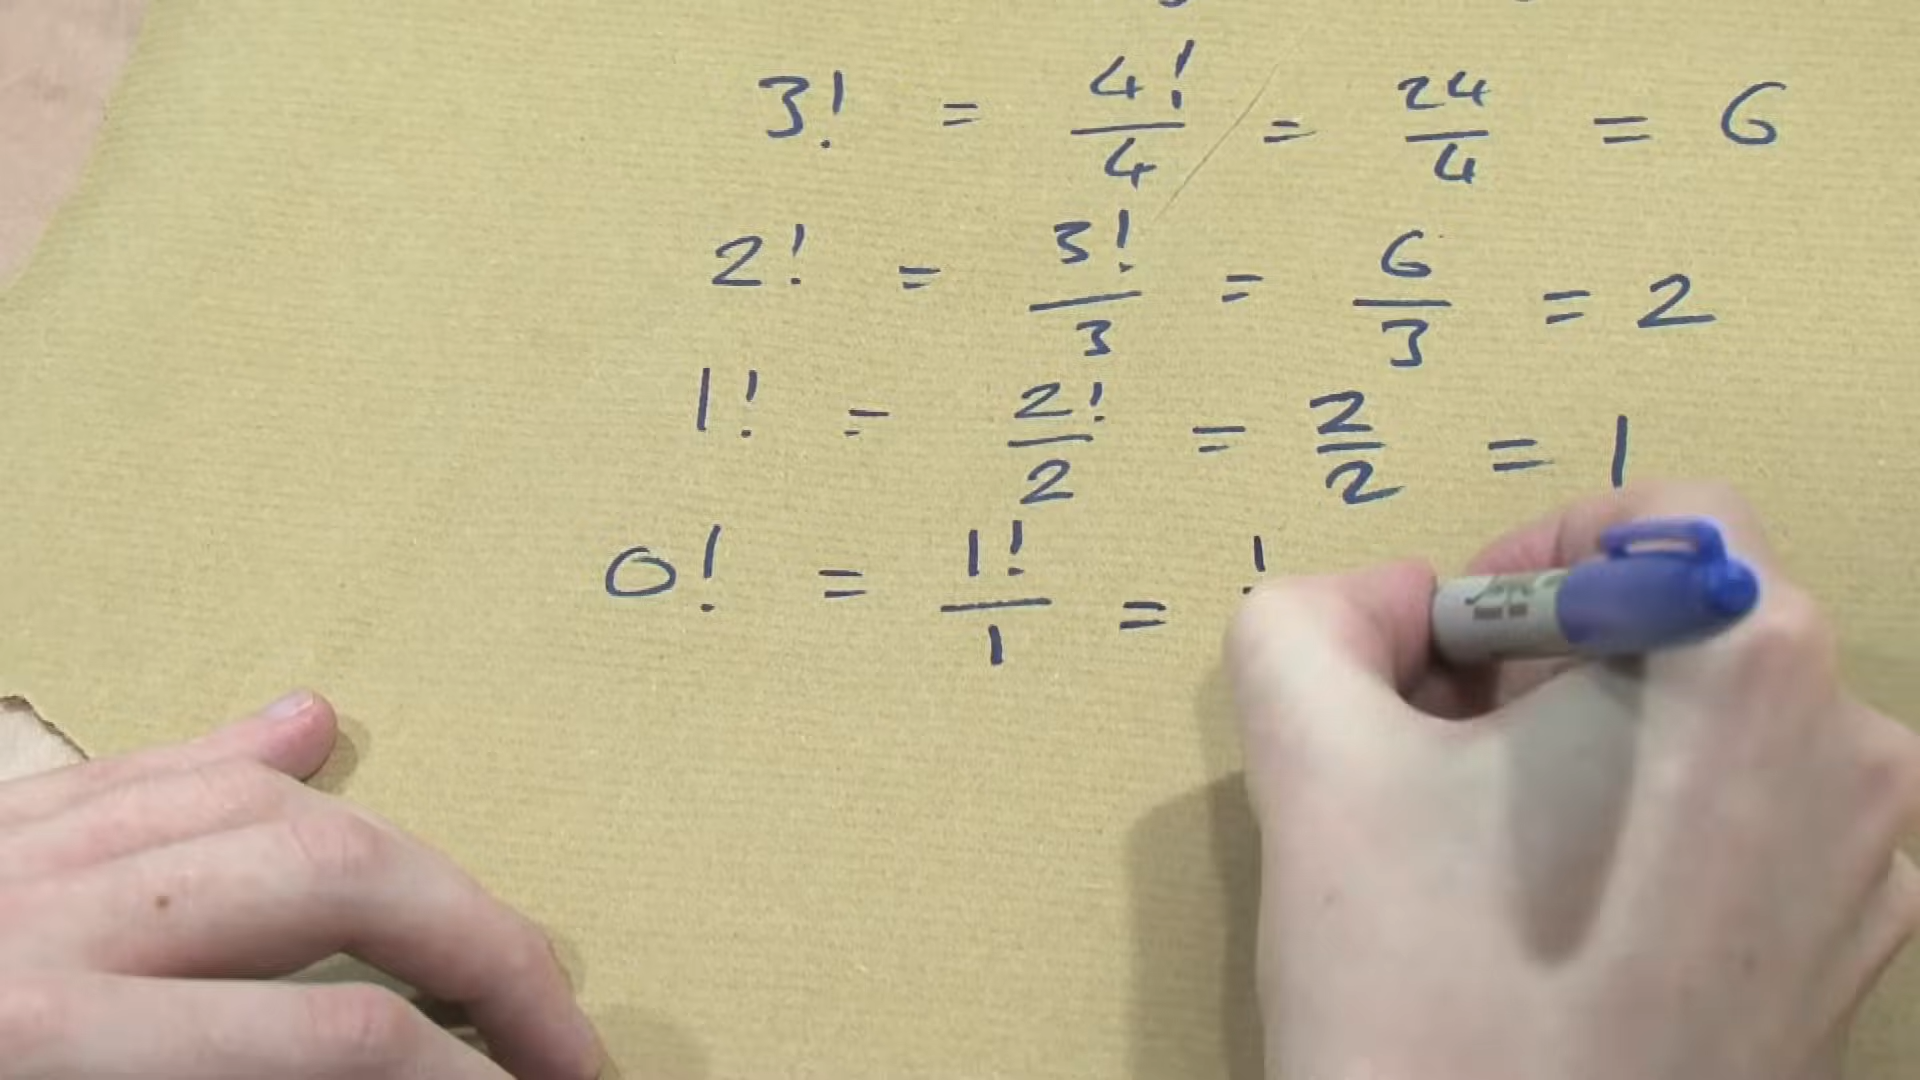 3! = 4!/4 = 24/4 = 6
2! = 3!/3 = 6/3 = 2
1! = 2!/2 = 2/2 = 1
0! = 1!/1 = 1